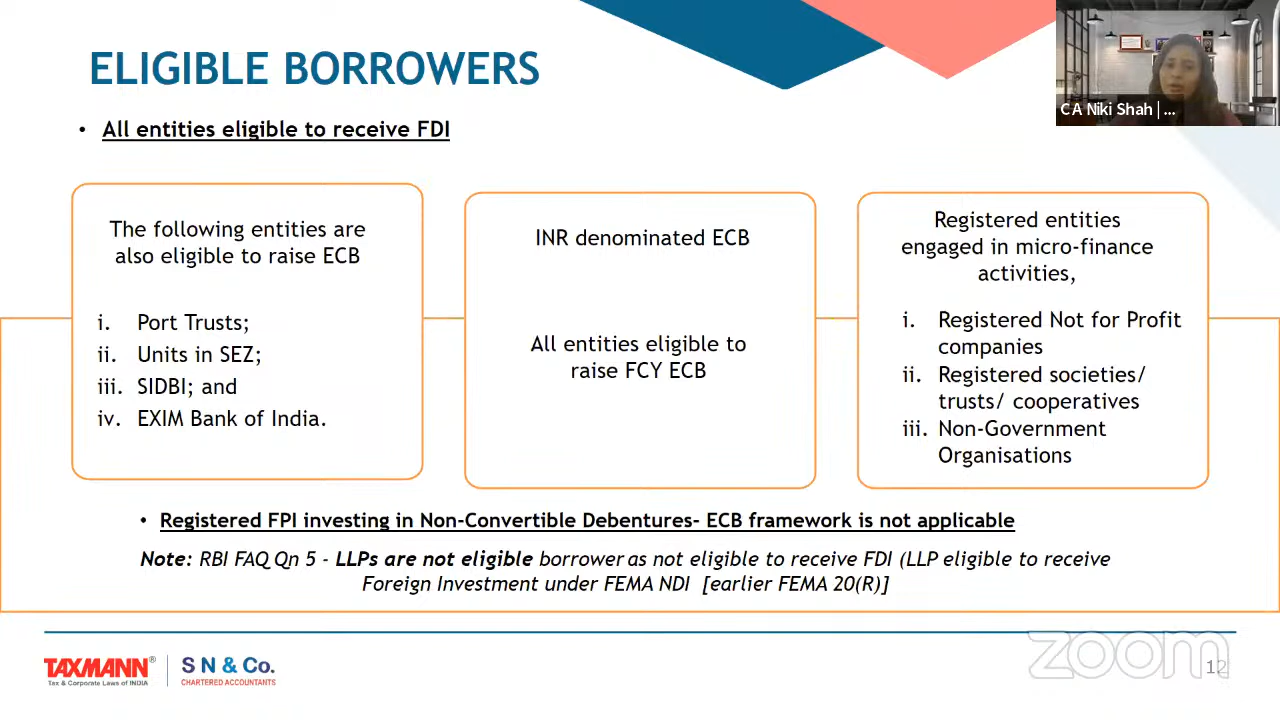 ELIGIBLE BORROWERS
• All entities eligible to receive FDI
CA Niki Shah | ...
The following entities are
also eligible to raise ECB
i. Port Trusts;
ii. Units in SEZ;
iii. SIDBI; and
iv. EXIM Bank of India.
INR denominated ECB
All entities eligible to
raise FCY ECB
Registered entities
engaged in micro-finance
activities,
i. Registered Not for Profit
companies
ii. Registered societies/
trusts/ cooperatives
iii. Non-Government
Organisations
• Registered FPI investing in Non-Convertible Debentures- ECB framework is not applicable
Note: RBI FAQ Qn 5 - LLPs are not eligible borrower as not eligible to receive FDI (LLP eligible to receive
Foreign Investment under FEMA NDI [earlier FEMA 20(R)]
TAXMANN®
Tax & Corporate Laws of INDIA
S N & Co.
CHARTERED ACCOUNTANTS
zoom
12